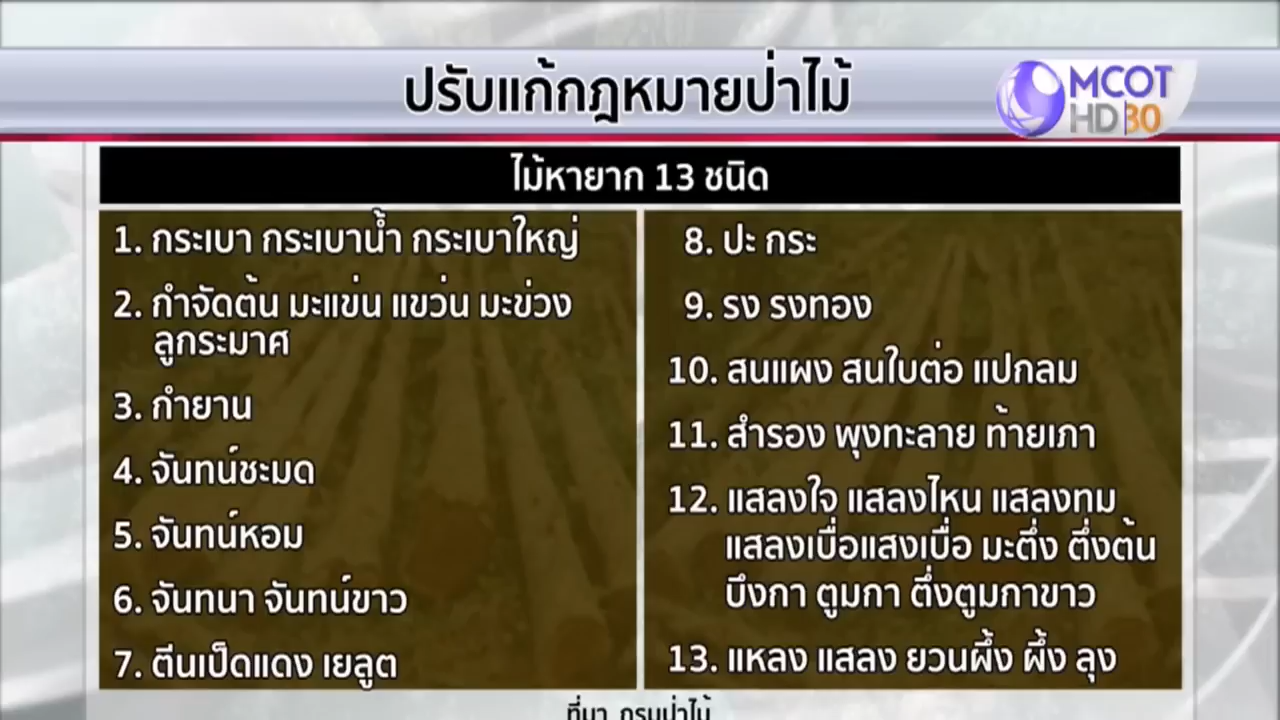 ปรับแก้กฎหมายป่าไม้
MCOT
HD 30
ไม้หายาก 13 ชนิด
1. กระเบา กระเบาน้ำ กระเบาใหญ่
2. กำจัดต้น มะแข่น แขว่น มะข่วง
ลูกระมาศ
3. กำยาน
4. จันทน์ชะมด
5. จันทน์หอม
6. จันทนา จันทน์ขาว
7. ตีนเป็ดแดง เยลูต
8. ปะ กระ
9. รง รงทอง
10. สนแผง สนใบต่อ แปกลม
11. สำรอง พุงทะลาย ท้ายเภา
12. แสลงใจ แสลงไหน แสลงทม
แสลงเบื่อแสงเบื่อ มะตึ่ง ตึ่งต้น
บึงกา ตูมกา ตึ่งตูมกาขาว
13. แหลง แสลง ยวนผึ้ง ผึ้ง ลุง
ที่มา กรมป่าไม้